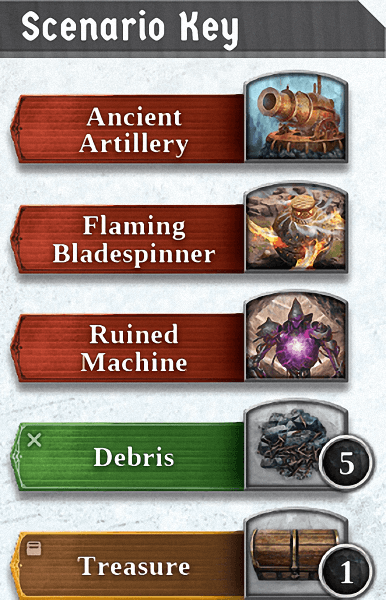 Scenario Key
Ancient
Artillery
Flaming
Bladespinner
Ruined
Machine
Debris
5
Treasure
1